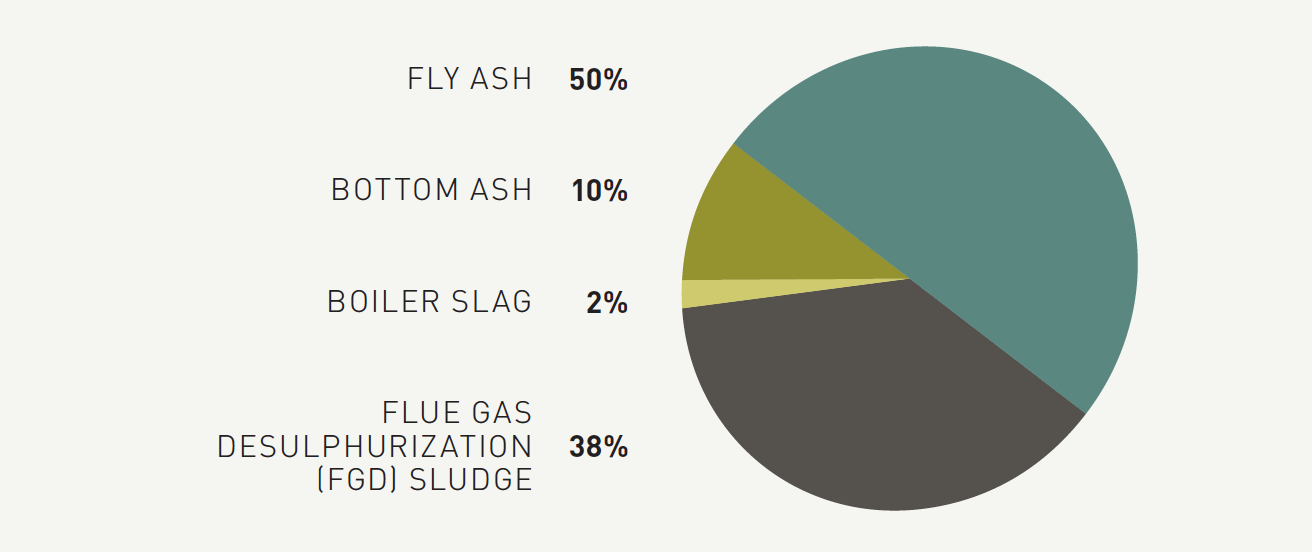 FLY ASH 50%
BOTTOM ASH 10%
BOILER SLAG 2%
FLUE GAS
DESULPHURIZATION 38%
(FGD) SLUDGE